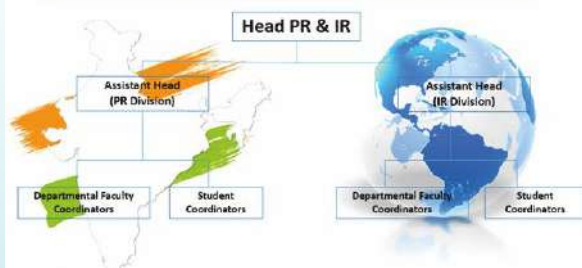 Head PR & IR
Assistant Head
(PR Division)
Assistant Head
(IR Division)
Departmental Faculty
Coordinators
Student
Coordinators
Departmental Faculty
Coordinators
Student
Coordinators